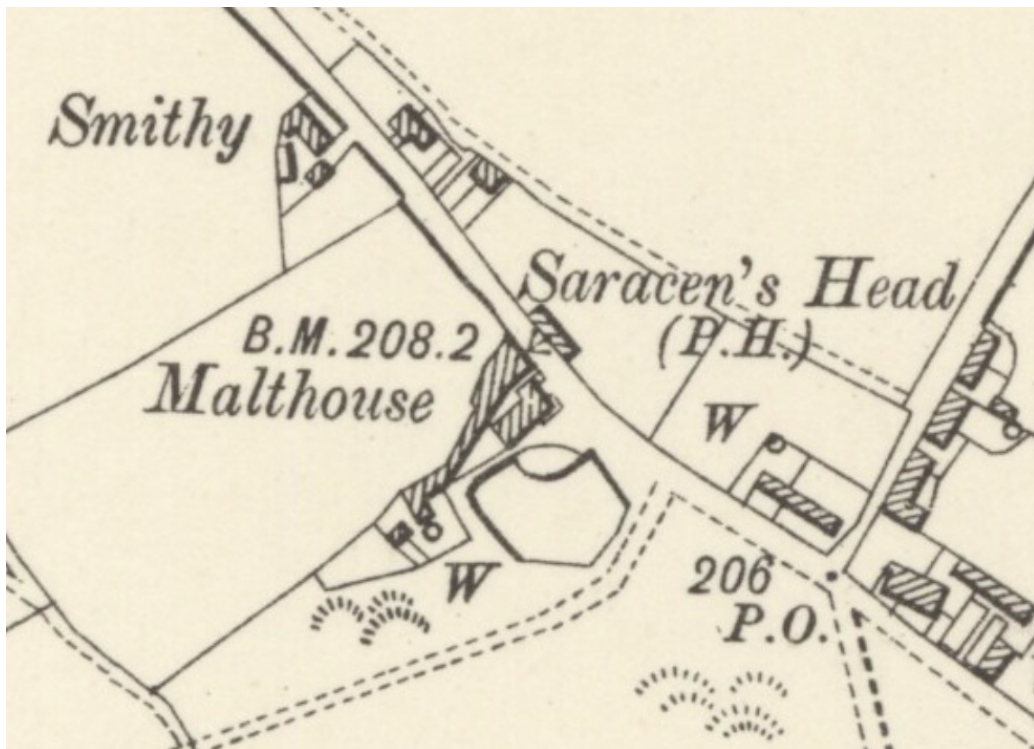 Smithy
Saracen's Head
(P.H.)
B.M. 208.2
Malthouse
W
W
206
P.O.